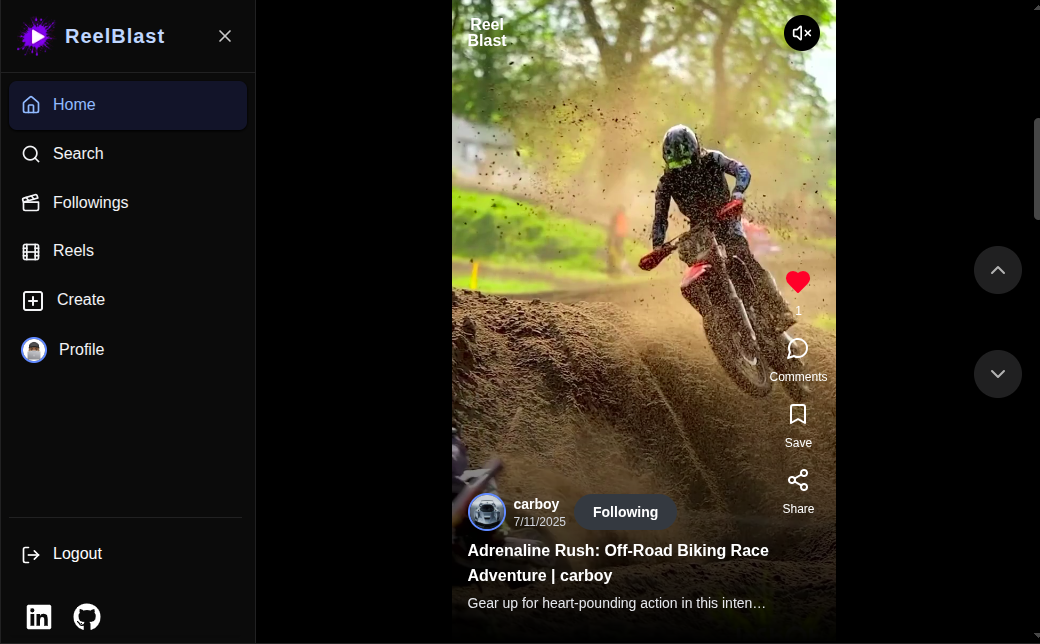 ReelBlast
Home
Search
Followings
Reels
Create
Profile
Logout
in
Reel
Blast
1
Comments
Save
Share
carboy
7/11/2025
Following
Adrenaline Rush: Off-Road Biking Race
Adventure | carboy
Gear up for heart-pounding action in this inten…